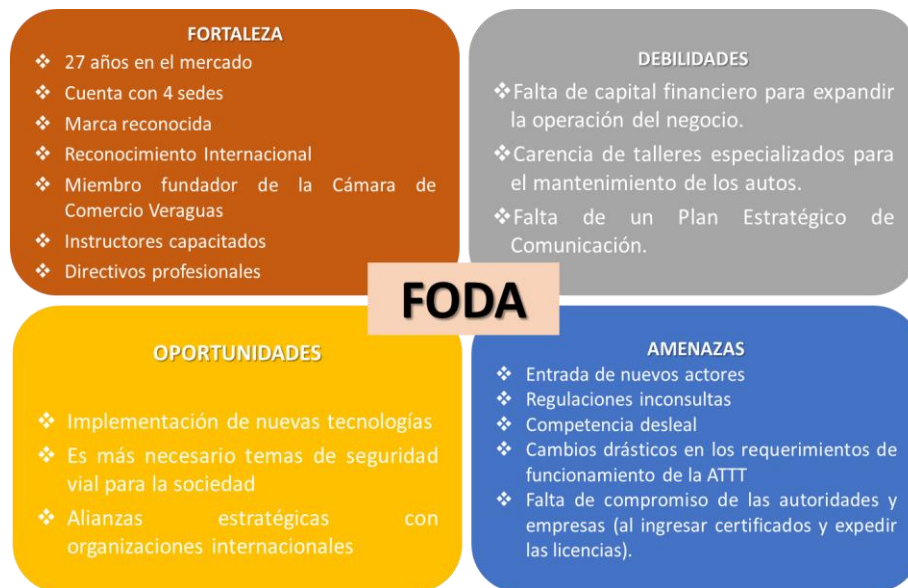 FORTALEZA
❖ 27 años en el mercado
❖ Cuenta con 4 sedes
❖ Marca reconocida
❖ Reconocimiento Internacional
❖ Miembro fundador de la Cámara de
Comercio Veraguas
❖ Instructores capacitados
❖ Directivos profesionales
DEBILIDADES
❖Falta de capital financiero para expandir
la operación del negocio.
❖Carencia de talleres especializados para
el mantenimiento de los autos.
❖Falta de un Plan Estratégico de
Comunicación.
FODA
OPORTUNIDADES
❖ Implementación de nuevas tecnologías
❖ Es más necesario temas de seguridad
vial para la sociedad
❖ Alianzas estratégicas con
organizaciones internacionales
AMENAZAS
❖ Entrada de nuevos actores
❖ Regulaciones inconsultas
❖ Competencia desleal
❖ Cambios drásticos en los requerimientos de
funcionamiento de la ATTT
❖ Falta de compromiso de las autoridades y
empresas (al ingresar certificados y expedir
las licencias).